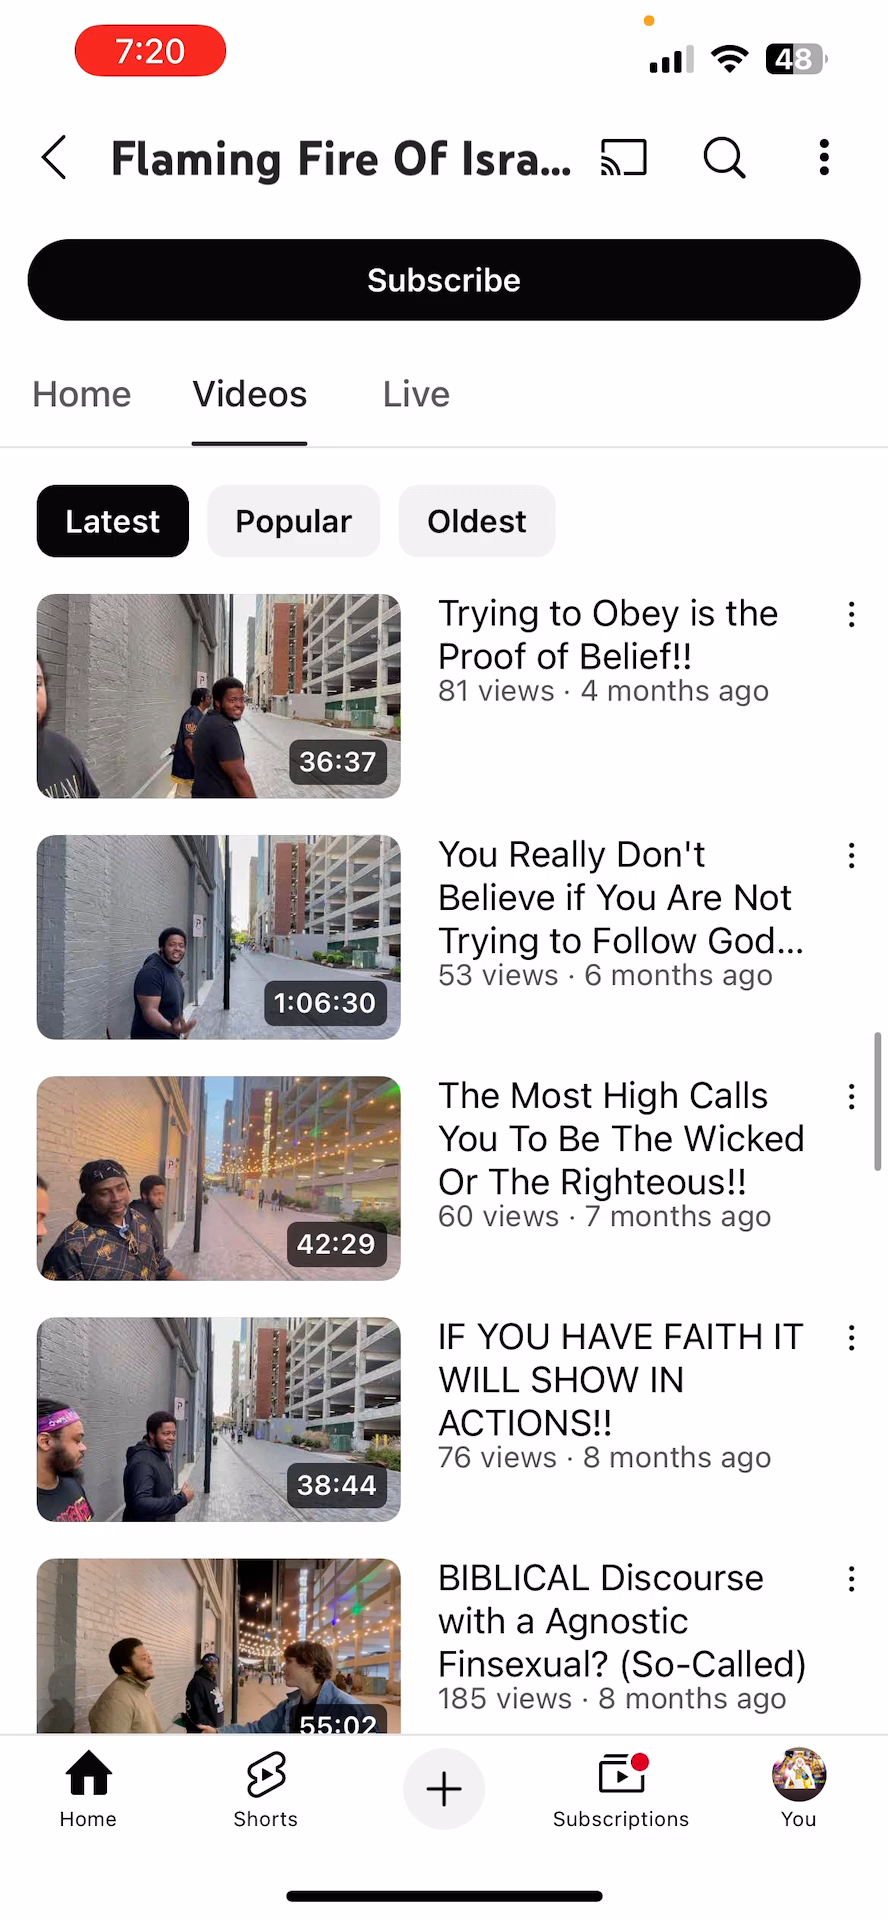 7:20
48
Flaming Fire Of Isra...
Subscribe
Home Videos Live
Latest Popular Oldest
Trying to Obey is the
Proof of Belief!!
81 views · 4 months ago
36:37
You Really Don't
Believe if You Are Not
Trying to Follow God...
53 views · 6 months ago
1:06:30
The Most High Calls
You To Be The Wicked
Or The Righteous!!
60 views · 7 months ago
42:29
IF YOU HAVE FAITH IT
WILL SHOW IN
ACTIONS!!
76 views · 8 months ago
38:44
BIBLICAL Discourse
with a Agnostic
Finsexual? (So-Called)
185 views · 8 months ago
55:02
Home Shorts Subscriptions You